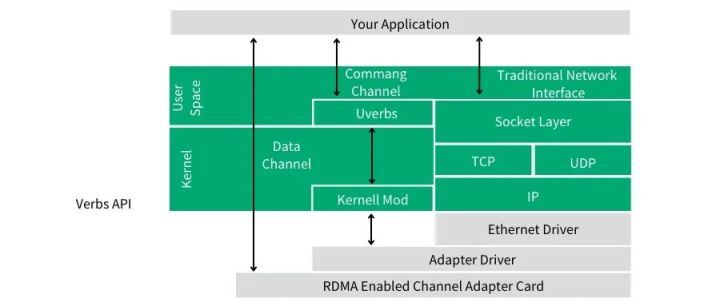 Your Application
User
Space
Commang
Channel
Traditional Network
Interface
Uverbs
Socket Layer
Kernel
Data
Channel
TCP
UDP
Kernell Mod
IP
Verbs API
Ethernet Driver
Adapter Driver
RDMA Enabled Channel Adapter Card